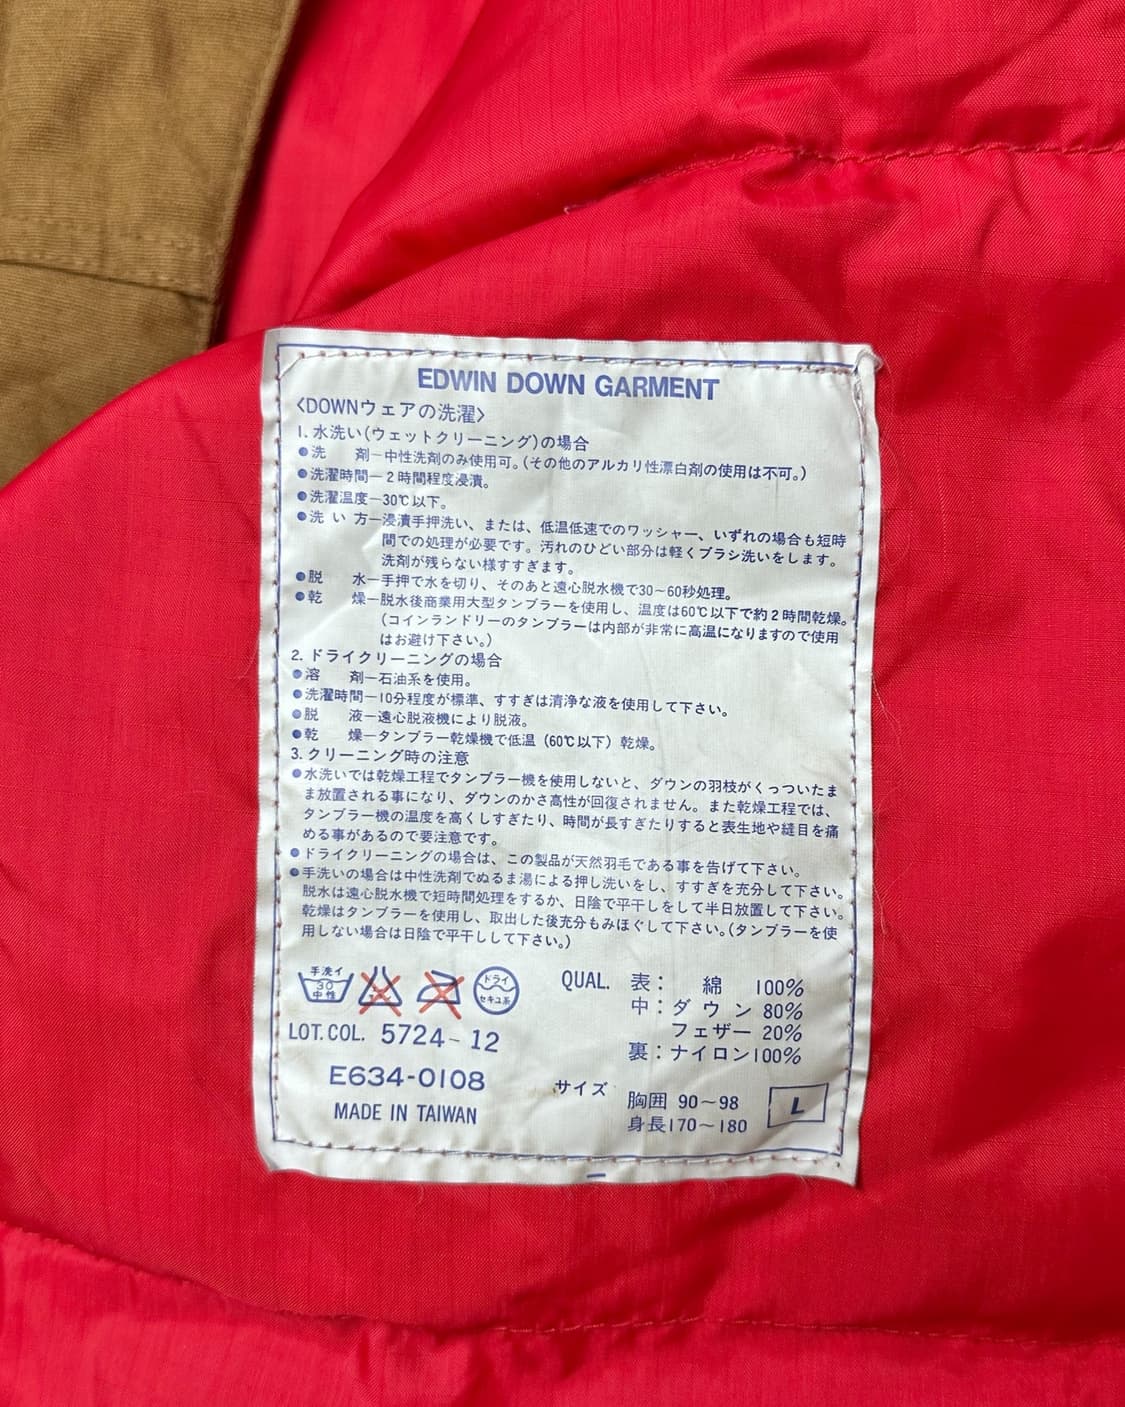 EDWIN DOWN GARMENT
〈DOWNウェアの洗濯〉
1. 水洗い(ウェットクリーニング)の場合
●洗　剤－中性洗剤のみ使用可。(その他のアルカリ性漂白剤の使用は不可。)
●洗濯時間－2時間程度浸漬。
●洗濯温度－30℃以下。
●洗い方－浸漬手押洗い、または、低温低速でのワッシャー、いずれの場合も短時
間での処理が必要です。汚れのひどい部分は軽くブラシ洗いをします。
洗剤が残らない様すすぎます。
●脱　水－手押で水を切り、そのあと遠心脱水機で30～60秒処理。
●乾　燥－脱水後商業用大型タンブラーを使用し、温度は60℃以下で約2時間乾燥。
(コインランドリーのタンブラーは内部が非常に高温になりますので使用
はお避け下さい。)
2. ドライクリーニングの場合
●溶　剤－石油系を使用。
●洗濯時間－10分程度が標準、すすぎは清浄な液を使用して下さい。
●脱　液－遠心脱液機により脱液。
●乾　燥－タンブラー乾燥機で低温(60℃以下)乾燥。
3. クリーニング時の注意
●水洗いでは乾燥工程でタンブラー機を使用しないと、ダウンの羽枝がくっついたま
ま放置される事になり、ダウンのかさ高性が回復されません。また乾燥工程では、
タンブラー機の温度を高くしすぎたり、時間が長すぎたりすると表生地や縫目を痛
める事があるので要注意です。
●ドライクリーニングの場合は、この製品が天然羽毛である事を告げて下さい。
●手洗いの場合は中性洗剤でぬるま湯による押し洗いをし、すすぎを充分して下さい。
脱水は遠心脱水機で短時間処理をするか、日陰で平干しをして半日放置して下さい。
乾燥はタンブラーを使用し、取出した後充分もみほぐして下さい。(タンブラーを使
用しない場合は日陰で平干しして下さい。)
手洗イ 30 中性
ドライ セキユ系
QUAL. 表：綿 100%
中：ダウン 80%
フェザー 20%
裏：ナイロン100%
LOT. COL. 5724-12
E634-0108
MADE IN TAIWAN
サイズ 胸囲 90～98
身長170～180
L